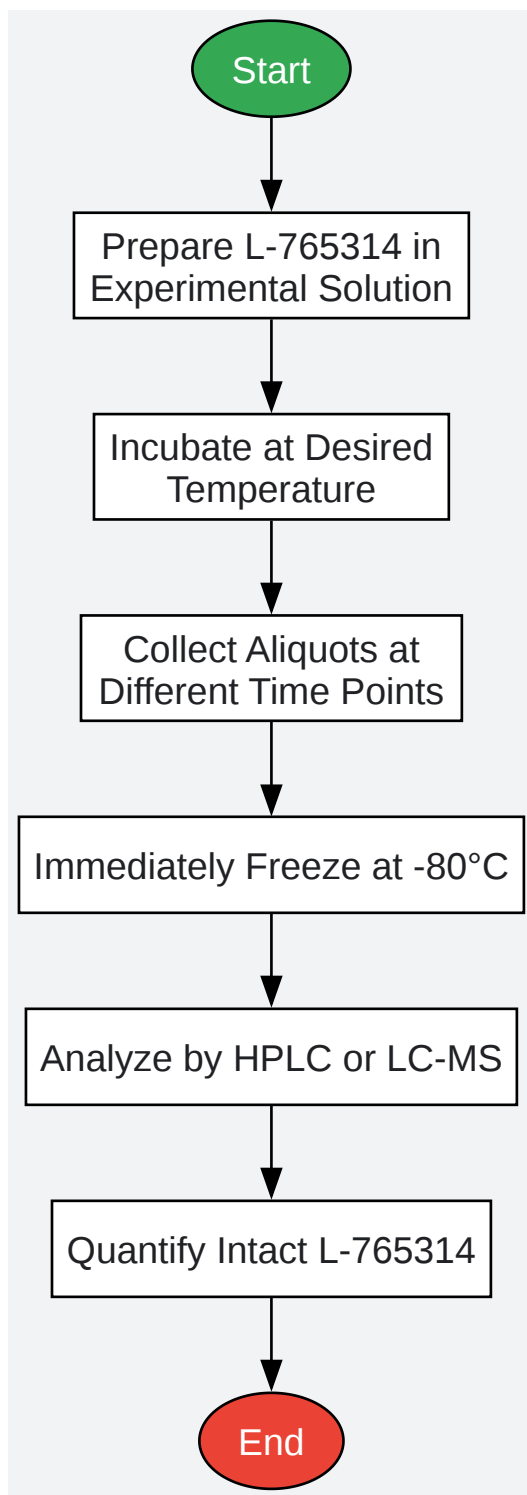 Start
Prepare L-765314 in
Experimental Solution
Incubate at Desired
Temperature
Collect Aliquots at
Different Time Points
Immediately Freeze at -80°C
Analyze by HPLC or LC-MS
Quantify Intact L-765314
End